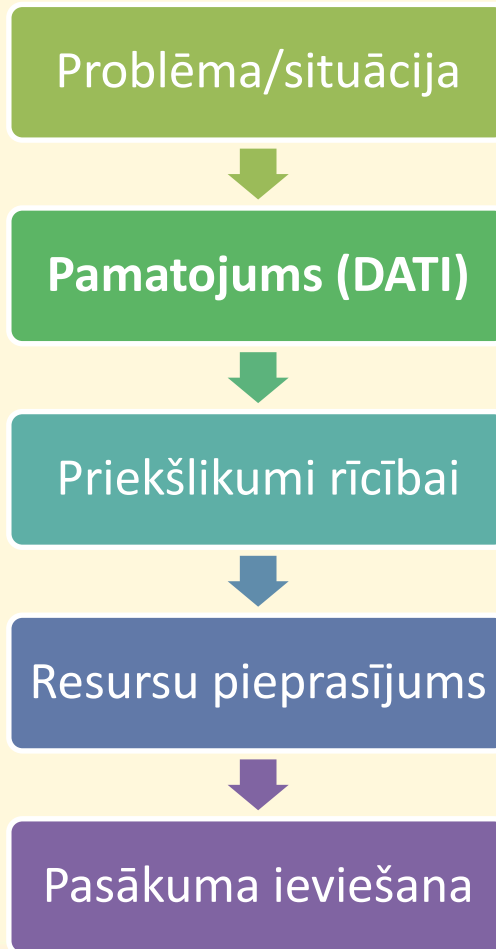 Problēma/situācija
Pamatojums (DATI)
Priekšlikumi rīcībai
Resursu pieprasījums
Pasākuma ieviešana